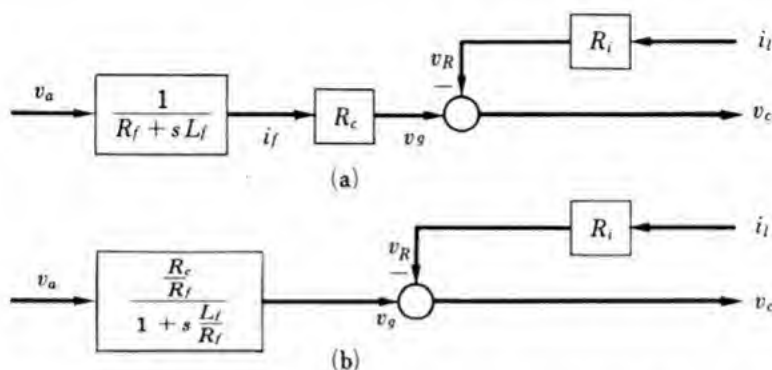 v_R R_i i_l
−
v_a 1 / (R_f + s L_f) i_f R_c v_g v_c
(a)
v_R R_i i_l
−
v_a (R_c / R_f) / (1 + s L_f / R_f) v_g v_c
(b)